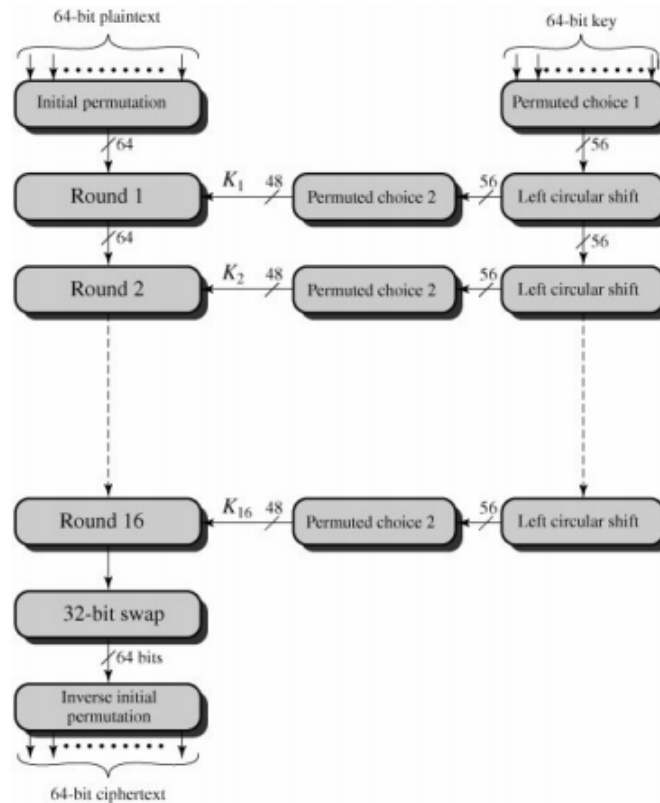 64-bit plaintext
64-bit key
Initial permutation
Permuted choice 1
64
56
Round 1
K1
48
Permuted choice 2
56
Left circular shift
64
56
Round 2
K2
48
Permuted choice 2
56
Left circular shift
Round 16
K16
48
Permuted choice 2
56
Left circular shift
32-bit swap
64 bits
Inverse initial
permutation
64-bit ciphertext